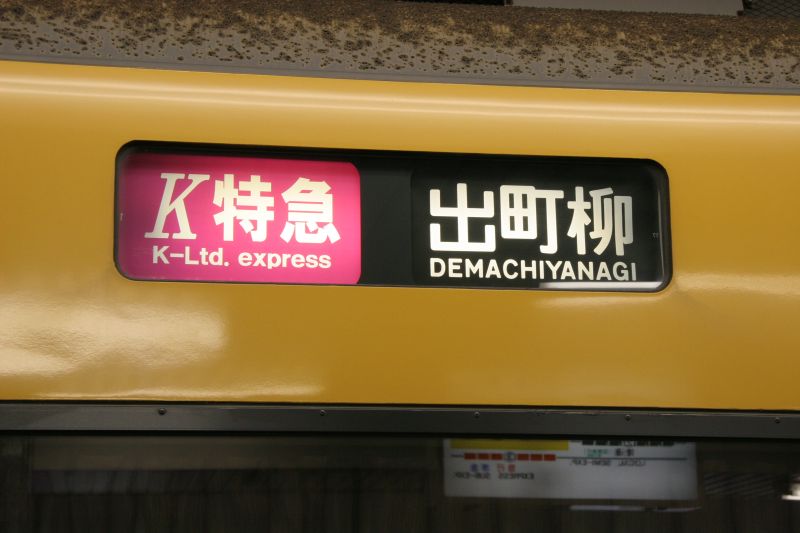 K特急
K-Ltd. express
出町柳
DEMACHIYANAGI